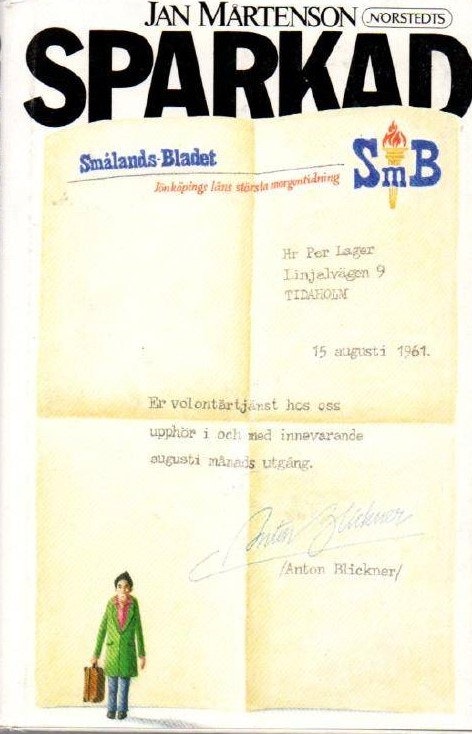 JAN MÅRTENSON NORSTEDTS
SPARKAD
Smålands-Bladet
Jönköpings läns största morgontidning
SmB
Hr Per Lager
Linjalvägen 9
TIDAHOLM
15 augusti 1961.
Er volontärtjänst hos oss
upphör i och med innevarande
augusti månads utgång.
Anton Blickner
/Anton Blickner/